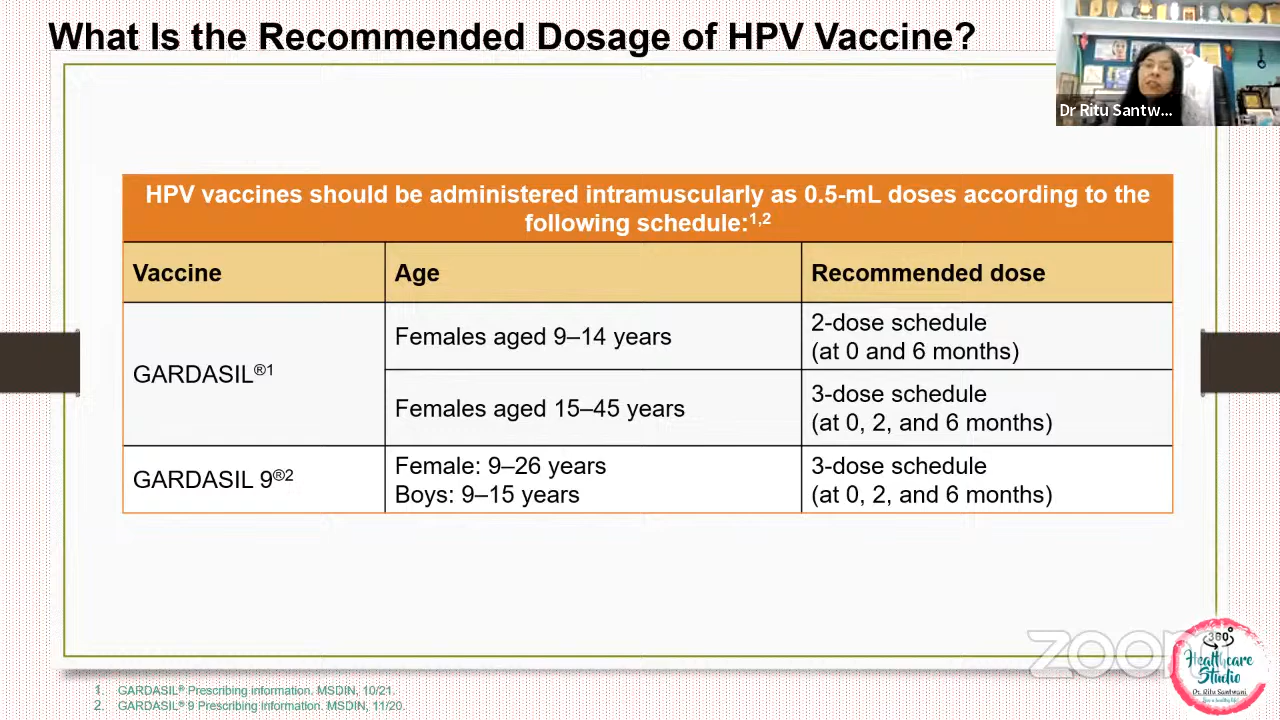 What Is the Recommended Dosage of HPV Vaccine?
Dr Ritu Santw...
HPV vaccines should be administered intramuscularly as 0.5-mL doses according to the
following schedule:1,2
Vaccine
Age
Recommended dose
GARDASIL®1
Females aged 9–14 years
2-dose schedule
(at 0 and 6 months)
Females aged 15–45 years
3-dose schedule
(at 0, 2, and 6 months)
GARDASIL 9®2
Female: 9–26 years
Boys: 9–15 years
3-dose schedule
(at 0, 2, and 6 months)
zoom
360°
Healthcare
Studio
Dr. Ritu Santwani
1. GARDASIL® Prescribing information. MSDIN, 10/21.
2. GARDASIL® 9 Prescribing information. MSDIN, 11/20.